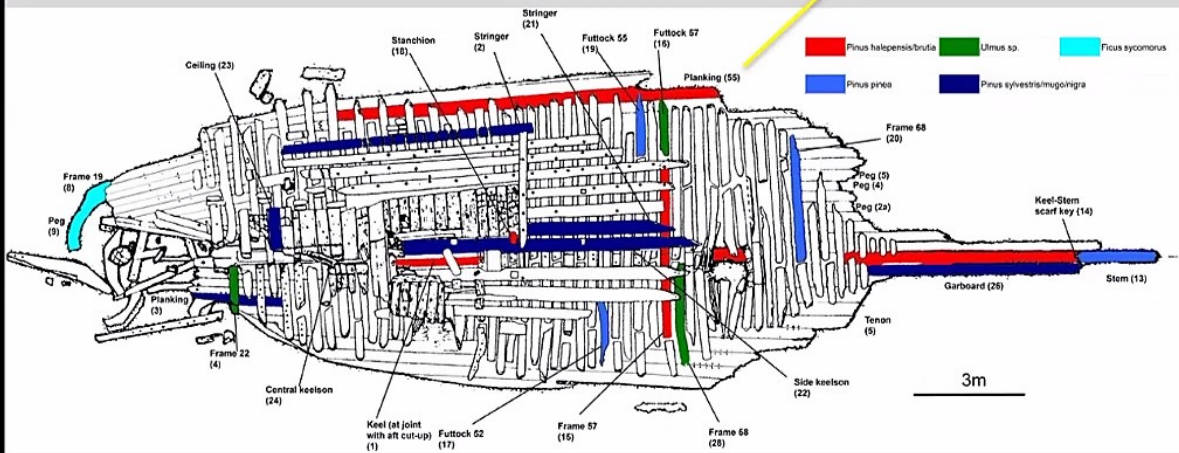 Stringer
(21)
Stringer
(2)
Stanchion
(18)
Futtock 55
(19)
Futtock 57
(16)
Ceiling (23)
Planking (55)
Pinus halepensis/brutia
Ulmus sp.
Ficus sycomorus
Pinus pinea
Pinus sylvestris/mugo/nigra
Frame 68
(20)
Frame 19
(8)
Peg (5)
Peg (4)
Peg (2a)
Peg
(9)
Keel-Stern
scarf key (14)
Planking
(3)
Garboard (26)
Stem (13)
Tenon
(5)
Frame 22
(4)
Central keelson
(24)
Side keelson
(22)
3m
Keel (at joint
with aft cut-up)
(1)
Futtock 52
(17)
Frame 57
(15)
Frame 58
(28)